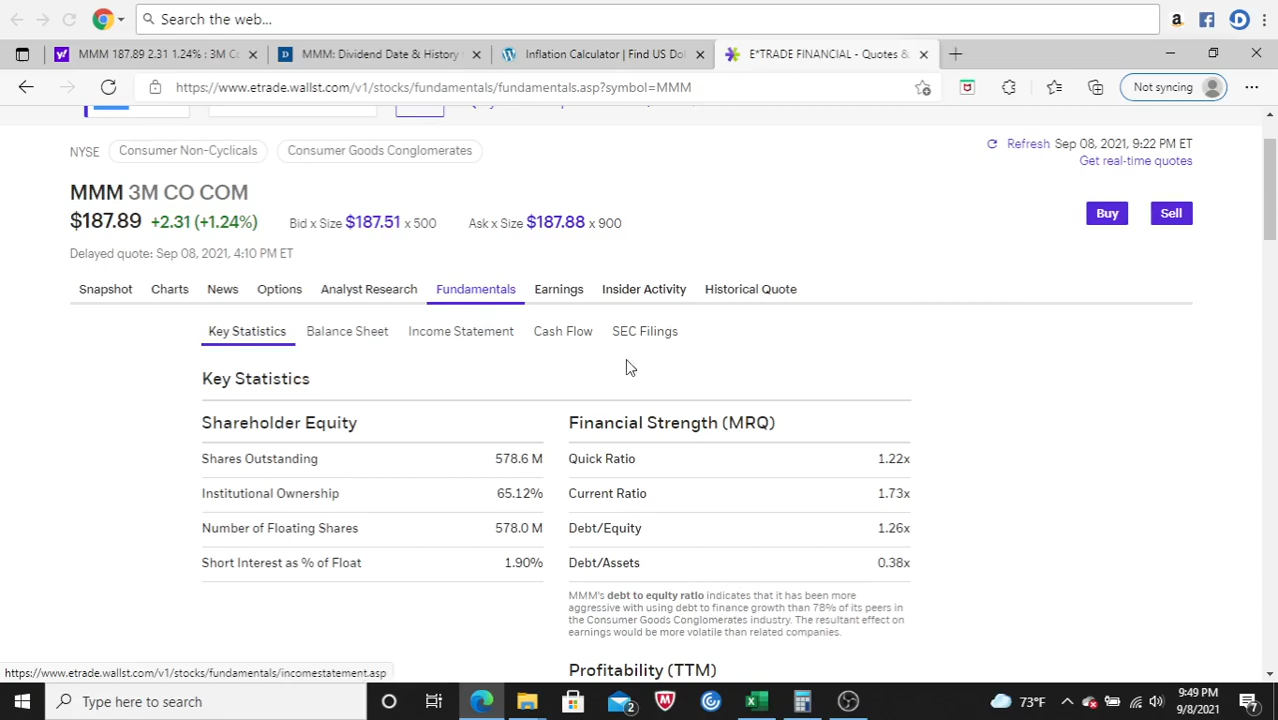 Search the web...
MMM 187.89 2.31 1.24% : 3M Co
MMM: Dividend Date & History
Inflation Calculator | Find US Dol
E*TRADE FINANCIAL - Quotes &
https://www.etrade.wallst.com/v1/stocks/fundamentals/fundamentals.asp?symbol=MMM
Not syncing
NYSE
Consumer Non-Cyclicals
Consumer Goods Conglomerates
Refresh Sep 08, 2021, 9:22 PM ET
Get real-time quotes
MMM 3M CO COM
$187.89 +2.31 (+1.24%) Bid x Size $187.51 x 500 Ask x Size $187.88 x 900
Buy
Sell
Delayed quote: Sep 08, 2021, 4:10 PM ET
Snapshot Charts News Options Analyst Research Fundamentals Earnings Insider Activity Historical Quote
Key Statistics Balance Sheet Income Statement Cash Flow SEC Filings
Key Statistics
Shareholder Equity
Shares Outstanding 578.6 M
Institutional Ownership 65.12%
Number of Floating Shares 578.0 M
Short Interest as % of Float 1.90%
Financial Strength (MRQ)
Quick Ratio 1.22x
Current Ratio 1.73x
Debt/Equity 1.26x
Debt/Assets 0.38x
MMM's debt to equity ratio indicates that it has been more
aggressive with using debt to finance growth than 78% of its peers in
the Consumer Goods Conglomerates industry. The resultant effect on
earnings would be more volatile than related companies.
Profitability (TTM)
https://www.etrade.wallst.com/v1/stocks/fundamentals/incomestatement.asp
Type here to search
2
73°F
9:49 PM
9/8/2021
7